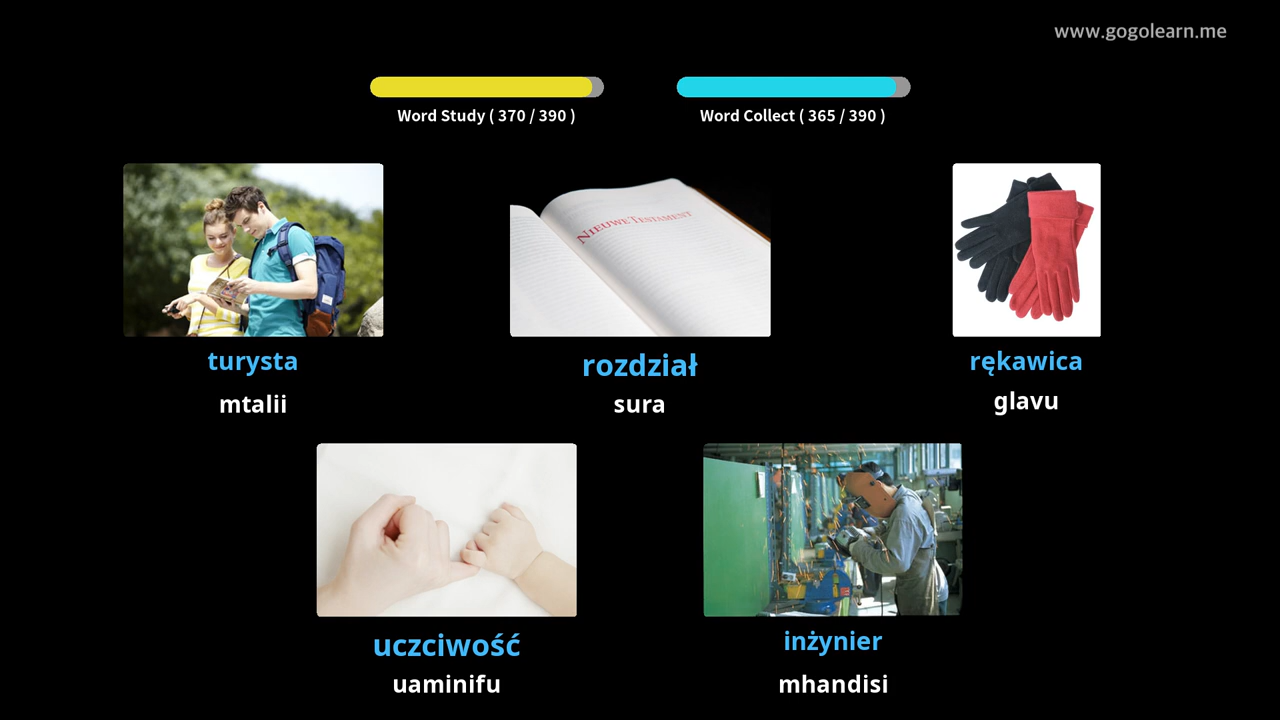 www.gogolearn.me
Word Study ( 370 / 390 )
Word Collect ( 365 / 390 )
NIEUWE TESTAMENT
turysta
mtalii
rozdział
sura
rękawica
glavu
uczciwość
uaminifu
inżynier
mhandisi